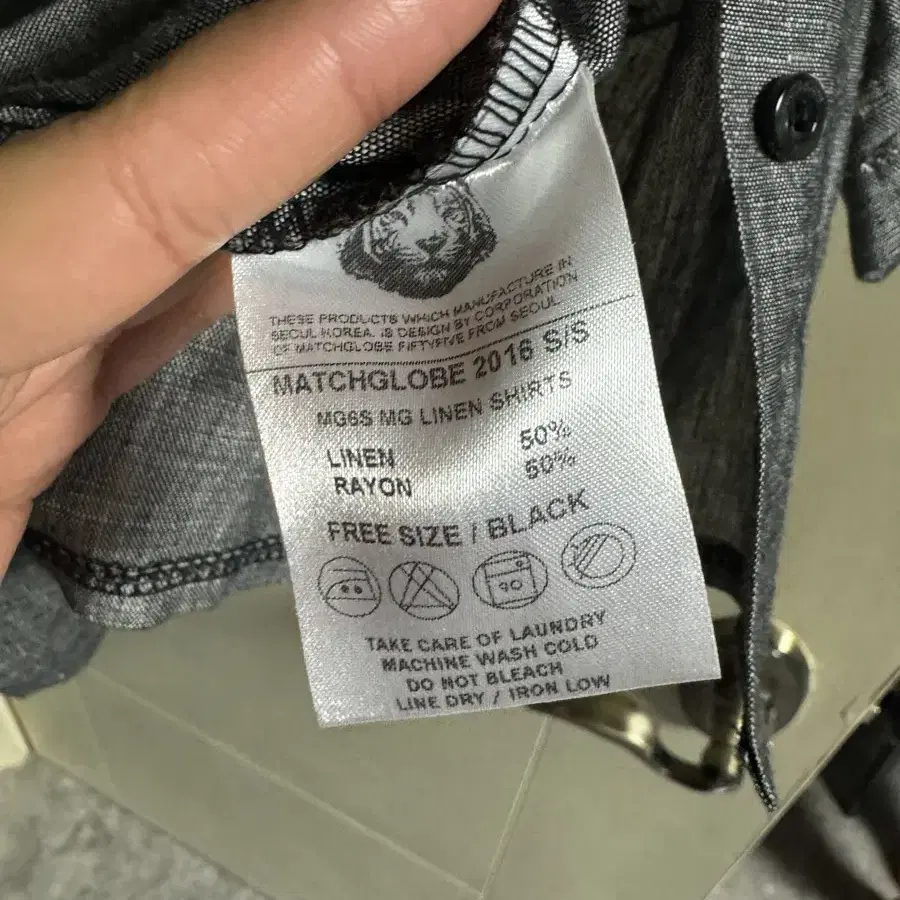 THESE PRODUCTS WHICH MANUFACTURE IN
SEOUL KOREA. IS DESIGN BY CORPORATION
OF MATCHGLOBE FIFTYFIVE FROM SEOUL
MATCHGLOBE 2016 S/S
MG6S MG LINEN SHIRTS
LINEN 50%
RAYON 50%
FREE SIZE / BLACK
TAKE CARE OF LAUNDRY
MACHINE WASH COLD
DO NOT BLEACH
LINE DRY / IRON LOW